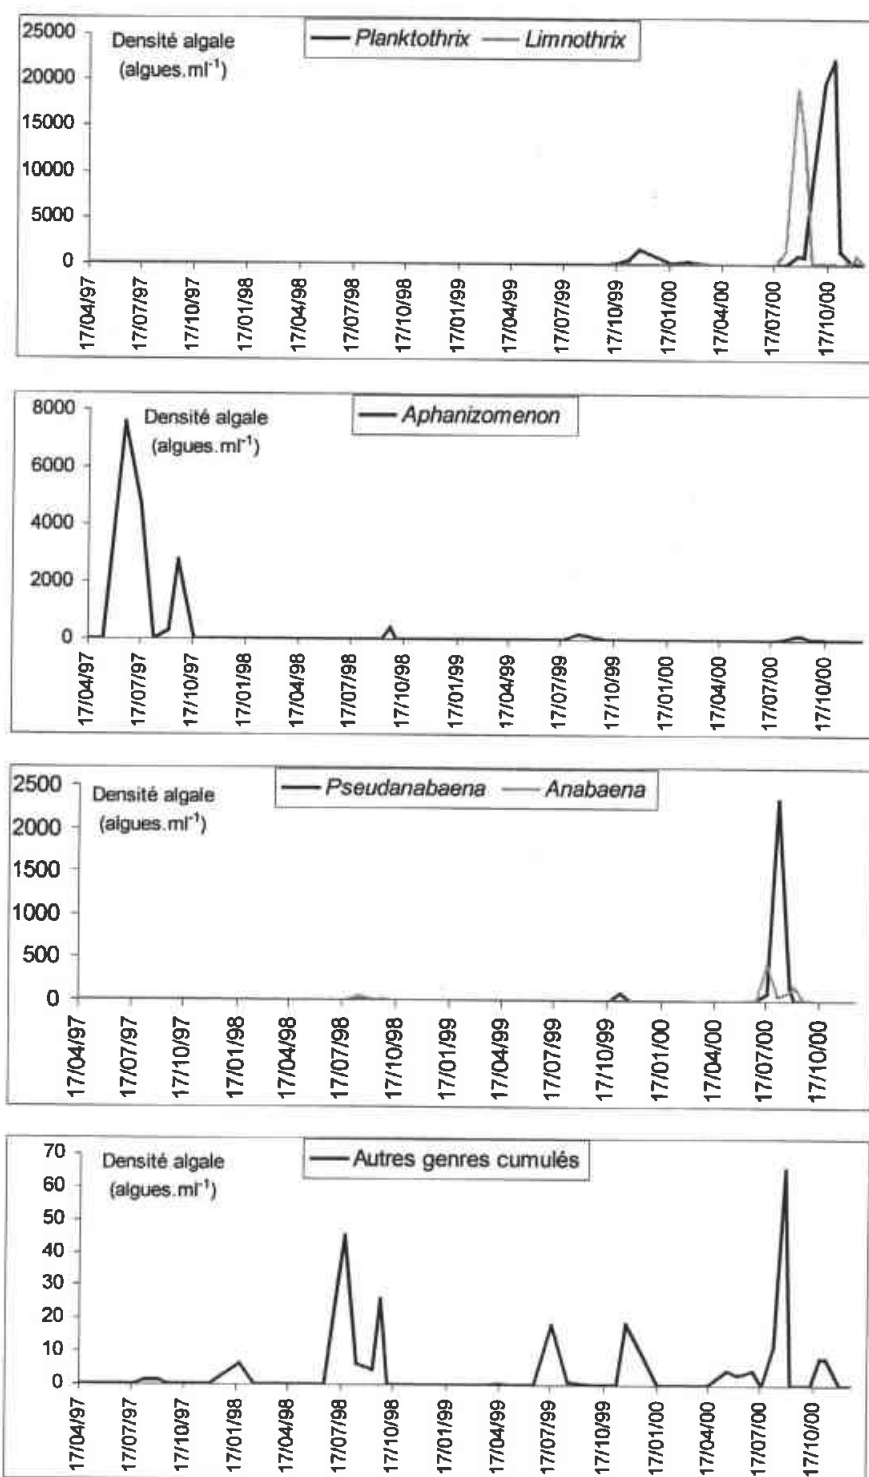 Densité algale
(algues.ml-1)
Planktothrix Limnothrix
25000
20000
15000
10000
5000
0
17/04/97 17/07/97 17/10/97 17/01/98 17/04/98 17/07/98 17/10/98 17/01/99 17/04/99 17/07/99 17/10/99 17/01/00 17/04/00 17/07/00 17/10/00
Densité algale
(algues.ml-1)
Aphanizomenon
8000
6000
4000
2000
0
17/04/97 17/07/97 17/10/97 17/01/98 17/04/98 17/07/98 17/10/98 17/01/99 17/04/99 17/07/99 17/10/99 17/01/00 17/04/00 17/07/00 17/10/00
Densité algale
(algues.ml-1)
Pseudanabaena Anabaena
2500
2000
1500
1000
500
0
17/04/97 17/07/97 17/10/97 17/01/98 17/04/98 17/07/98 17/10/98 17/01/99 17/04/99 17/07/99 17/10/99 17/01/00 17/04/00 17/07/00 17/10/00
Densité algale
(algues.ml-1)
Autres genres cumulés
70
60
50
40
30
20
10
0
17/04/97 17/07/97 17/10/97 17/01/98 17/04/98 17/07/98 17/10/98 17/01/99 17/04/99 17/07/99 17/10/99 17/01/00 17/04/00 17/07/00 17/10/00